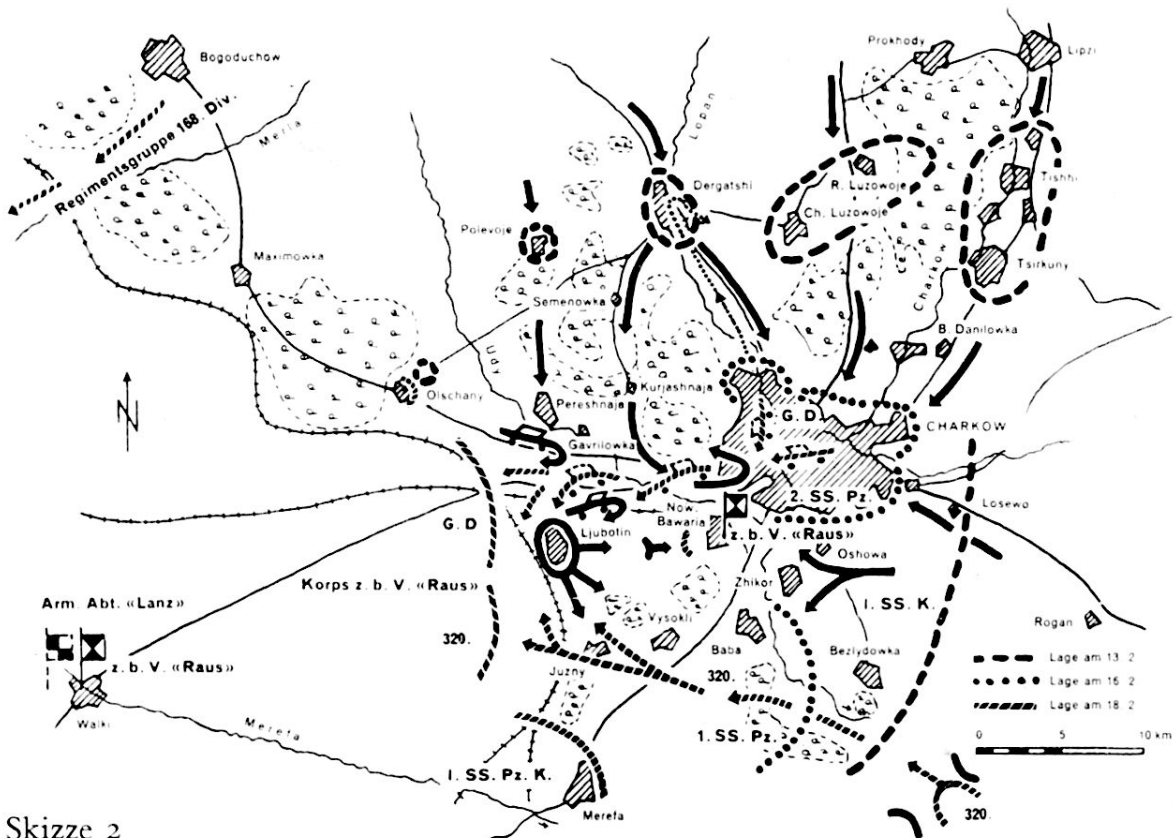 Bogoduchow
Prokhody
Lipzi
Regimentsgruppe 168. Div.
Merla
Lopan
Dergatshi
R. Luzowoje
Tishhi
Ch. Luzowoje
Polevoje
Charkow
Tsirkuny
Maximowka
Semenowka
B. Danilowka
Udy
Olschany
Kurjashnaja
Pereshnaja
G. D
CHARKOW
N
Gavrilowka
2. SS. Pz.
Losewo
G. D
Now.
Bawaria
Ljubotin
z. b. V. «Raus»
Oshowa
Korps z. b. V. «Raus»
Zhikor
I. SS. K.
Arm. Abt. «Lanz»
Vysokli
Rogan
320.
Baba
Bezlydowka
z. b. V. «Raus»
320.
Lage am 13. 2
Juzny
Lage am 16. 2
Walki
Lage am 18. 2
Merefa
1. SS. Pz.
0 5 10 km
I. SS. Pz. K.
Merefa
320.
Skizze 2